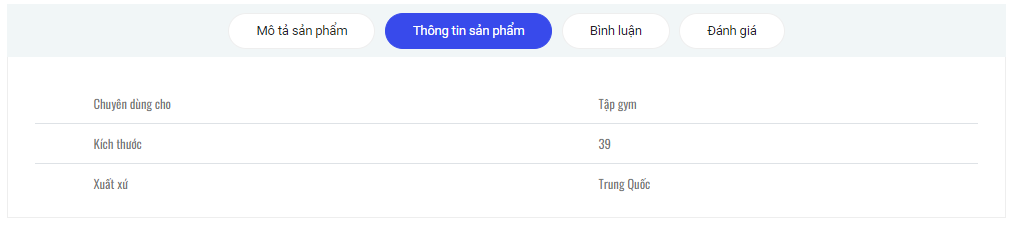 Mô tả sản phẩm Thông tin sản phẩm Bình luận Đánh giá
Chuyên dùng cho Tập gym
Kích thước 39
Xuất xứ Trung Quốc